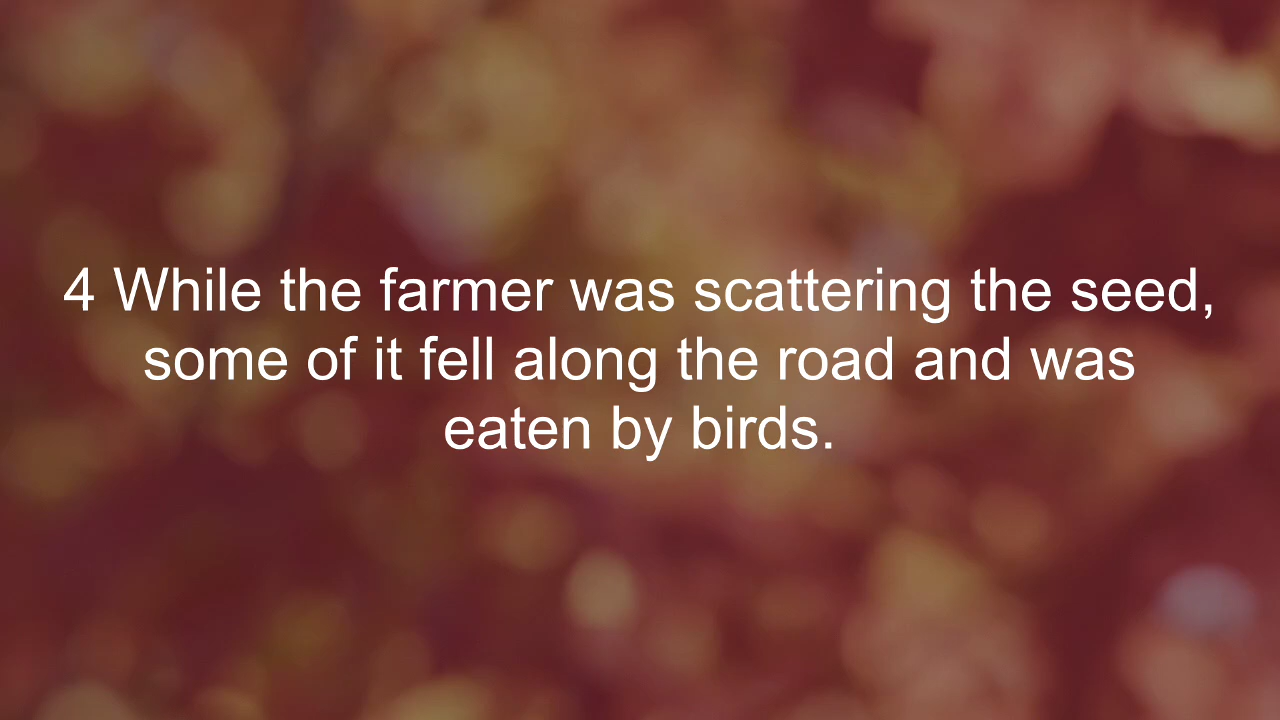 4 While the farmer was scattering the seed,
some of it fell along the road and was
eaten by birds.